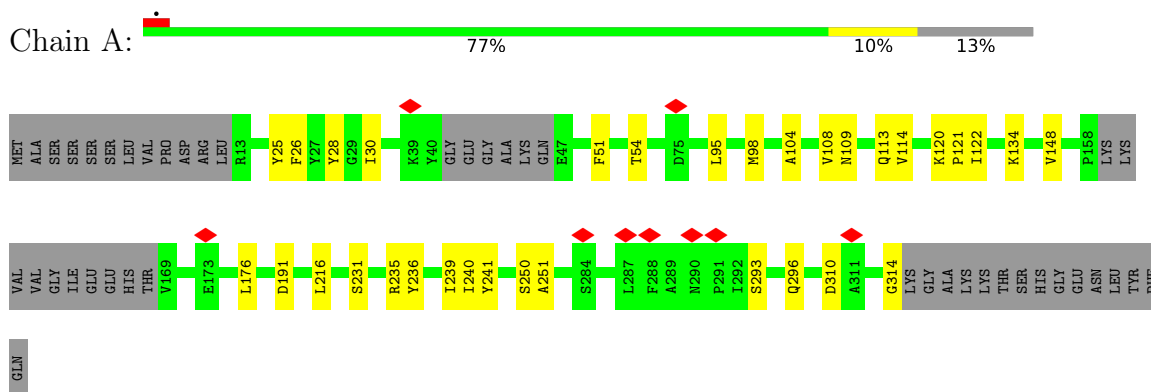 Chain A:
77% 10% 13%
MET ALA SER SER SER SER LEU VAL PRO ASP ARG LEU R13 Y25 F26 Y27 Y28 G29 I30 K39 Y40 GLY GLU GLY ALA LYS GLN E47 F51 T54 D75 L95 M98 A104 V108 N109 Q113 V114 K120 P121 I122 K134 V148 P158 LYS LYS
VAL VAL GLY ILE GLU GLU HIS THR V169 E173 L176 D191 L216 S231 R235 Y236 I239 I240 Y241 S250 A251 S284 L287 F288 A289 N290 P291 I292 S293 Q296 D310 A311 G314 LYS GLY ALA LYS LYS THR SER HIS GLY GLU ASN LEU TYR
GLN